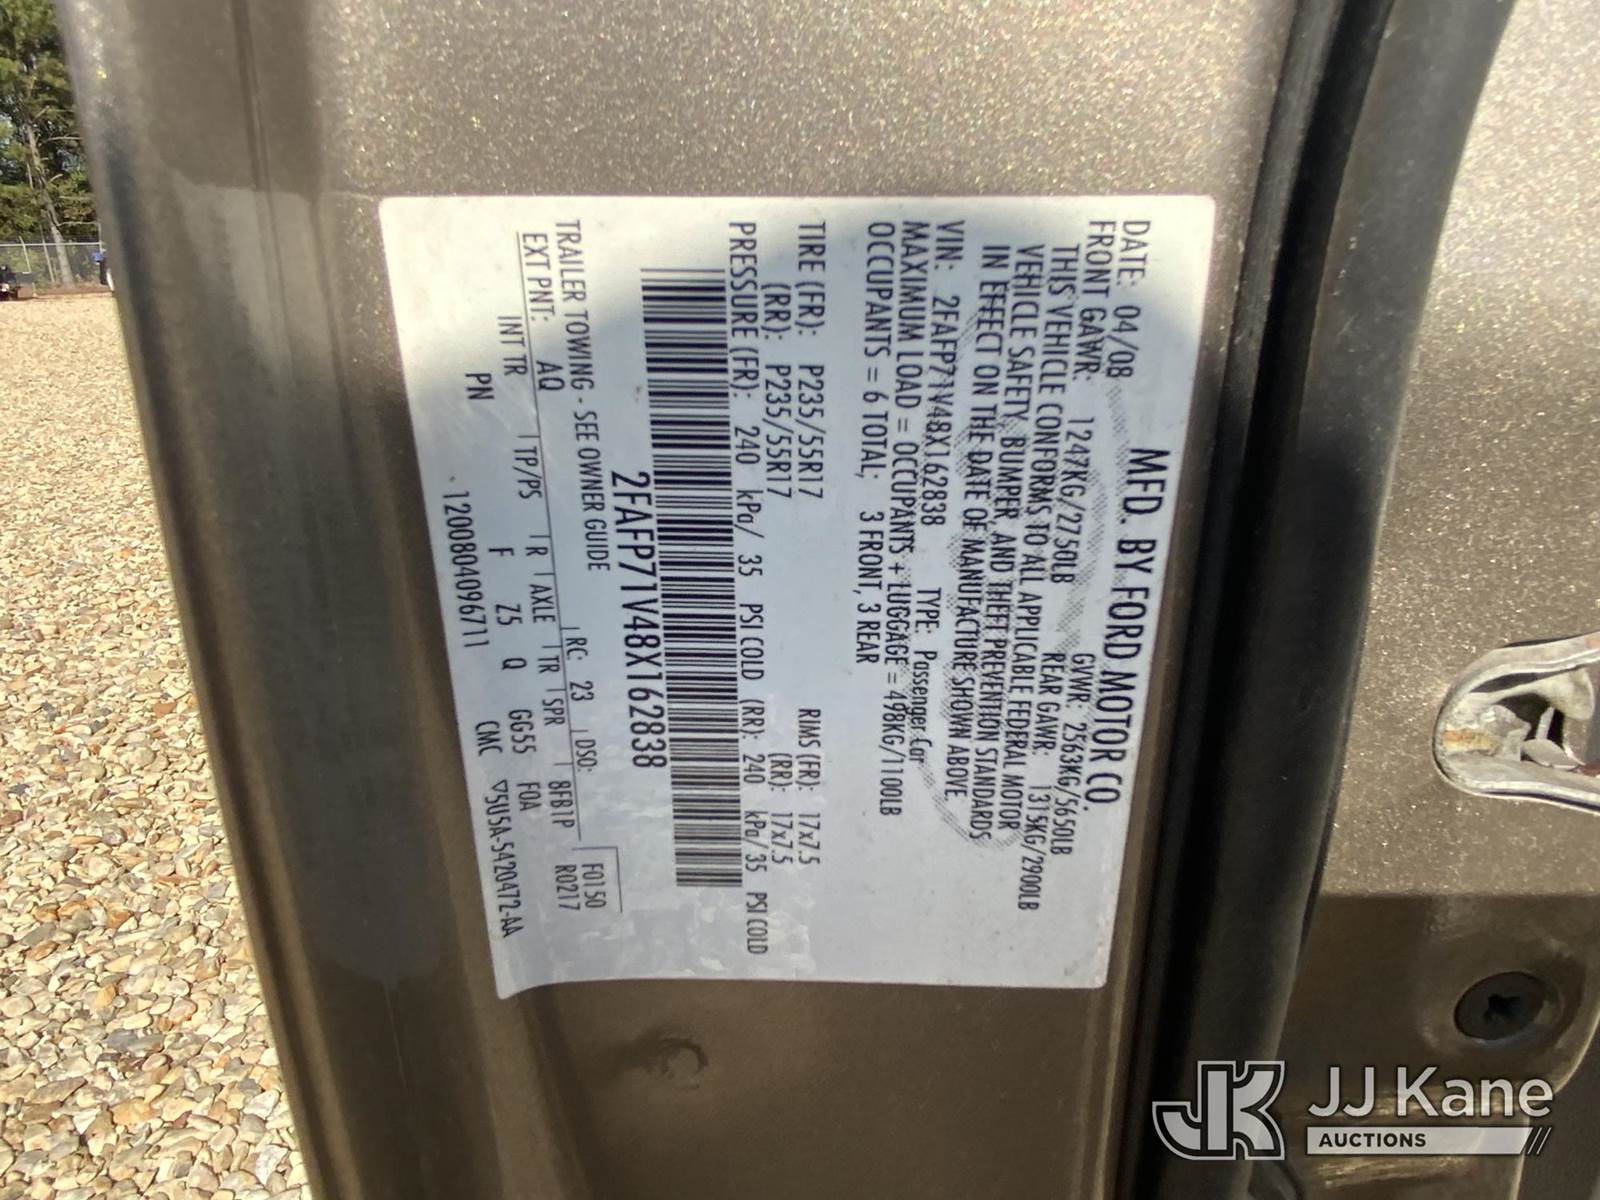 MFD. BY FORD MOTOR CO.
DATE: 04/08 GVWR: 2563KG/5650LB
FRONT GAWR: 1247KG/2750LB REAR GAWR: 1315KG/2900LB
THIS VEHICLE CONFORMS TO ALL APPLICABLE FEDERAL MOTOR
VEHICLE SAFETY, BUMPER, AND THEFT PREVENTION STANDARDS
IN EFFECT ON THE DATE OF MANUFACTURE SHOWN ABOVE
VIN: 2FAFP71V48X162838 TYPE: Passenger Car
MAXIMUM LOAD = OCCUPANTS + LUGGAGE = 498KG/1100LB
OCCUPANTS = 6 TOTAL; 3 FRONT, 3 REAR
TIRE (FR): P235/55R17 RMS (FR): 17x7.5
(RR): P235/55R17 (RR): 17x7.5
PRESSURE (FR): 240 kPa/ 35 PSI COLD (RR): 240 kPa/35 PSI COLD
2FAFP71V48X162838
TRAILER TOWING - SEE OWNER GUIDE
F0150
EXT PNT: AQ RC: 23 DSO: R0217
INT TR TP/PS R AXLE TR SPR 8FB1P
PN F Z5 Q GG55 F0A
1200804096711 CMC ▽5U5A-5420472-AA
JK JJ Kane
AUCTIONS